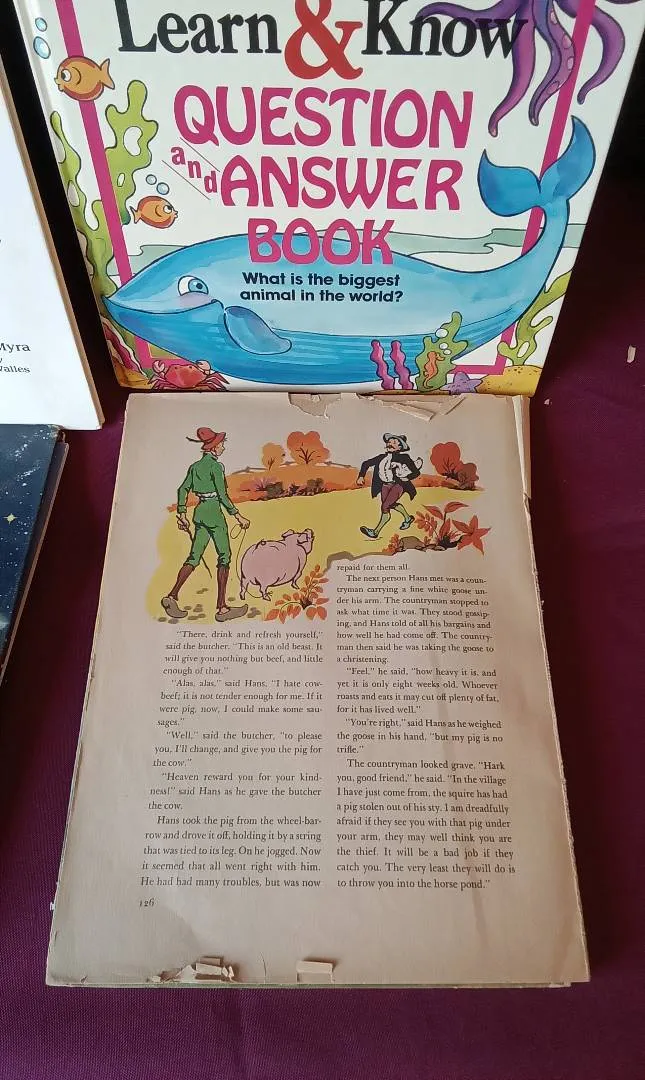 Learn & Know
QUESTION
and ANSWER
BOOK
What is the biggest
animal in the world?
Myra
"There, drink and refresh yourself,"
said the butcher. "This is an old beast. It
will give you nothing but beef, and little
enough of that."
"Alas, alas," said Hans, "I hate cow-
beef; it is not tender enough for me. If it
were pig, now, I could make some sau-
sages."
"Well," said the butcher, "to please
you, I'll change, and give you the pig for
the cow."
"Heaven reward you for your kind-
ness!" said Hans as he gave the butcher
the cow.
Hans took the pig from the wheel-bar-
row and drove it off, holding it by a string
that was tied to its leg. On he jogged. Now
it seemed that all went right with him.
He had had many troubles, but was now
126
repaid for them all.
The next person Hans met was a coun-
tryman carrying a fine white goose un-
der his arm. The countryman stopped to
ask what time it was. They stood gossip-
ing, and Hans told of all his bargains and
how well he had come off. The country-
man then said he was taking the goose to
a christening.
"Feel," he said, "how heavy it is, and
yet it is only eight weeks old. Whoever
roasts and eats it may cut off plenty of fat,
for it has lived well."
"You're right," said Hans as he weighed
the goose in his hand, "but my pig is no
trifle."
The countryman looked grave. "Hark
you, good friend," he said. "In the village
I have just come from, the squire has had
a pig stolen out of his sty. I am dreadfully
afraid if they see you with that pig under
your arm, they may well think you are
the thief. It will be a bad job if they
catch you. The very least they will do is
to throw you into the horse pond."